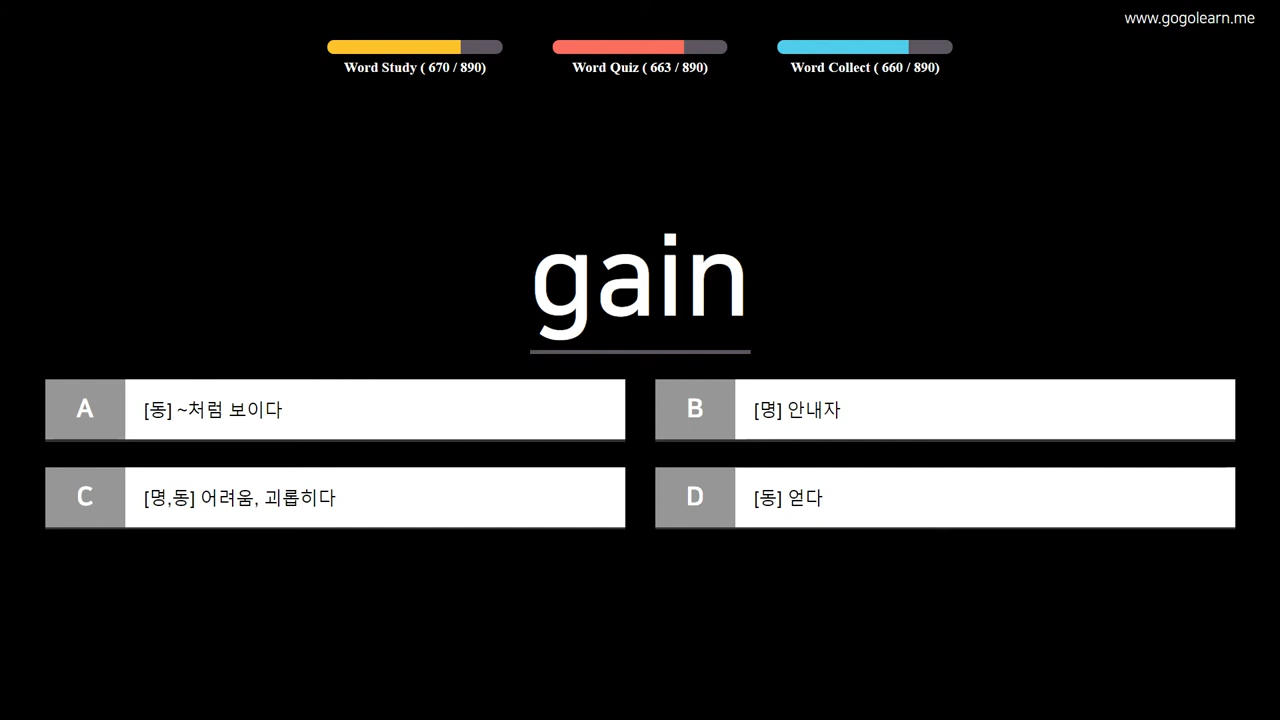 www.gogolearn.me
Word Study ( 670 / 890)
Word Quiz ( 663 / 890)
Word Collect ( 660 / 890)
gain
A [동] ~처럼 보이다
B [명] 안내자
C [명,동] 어려움, 괴롭히다
D [동] 얻다